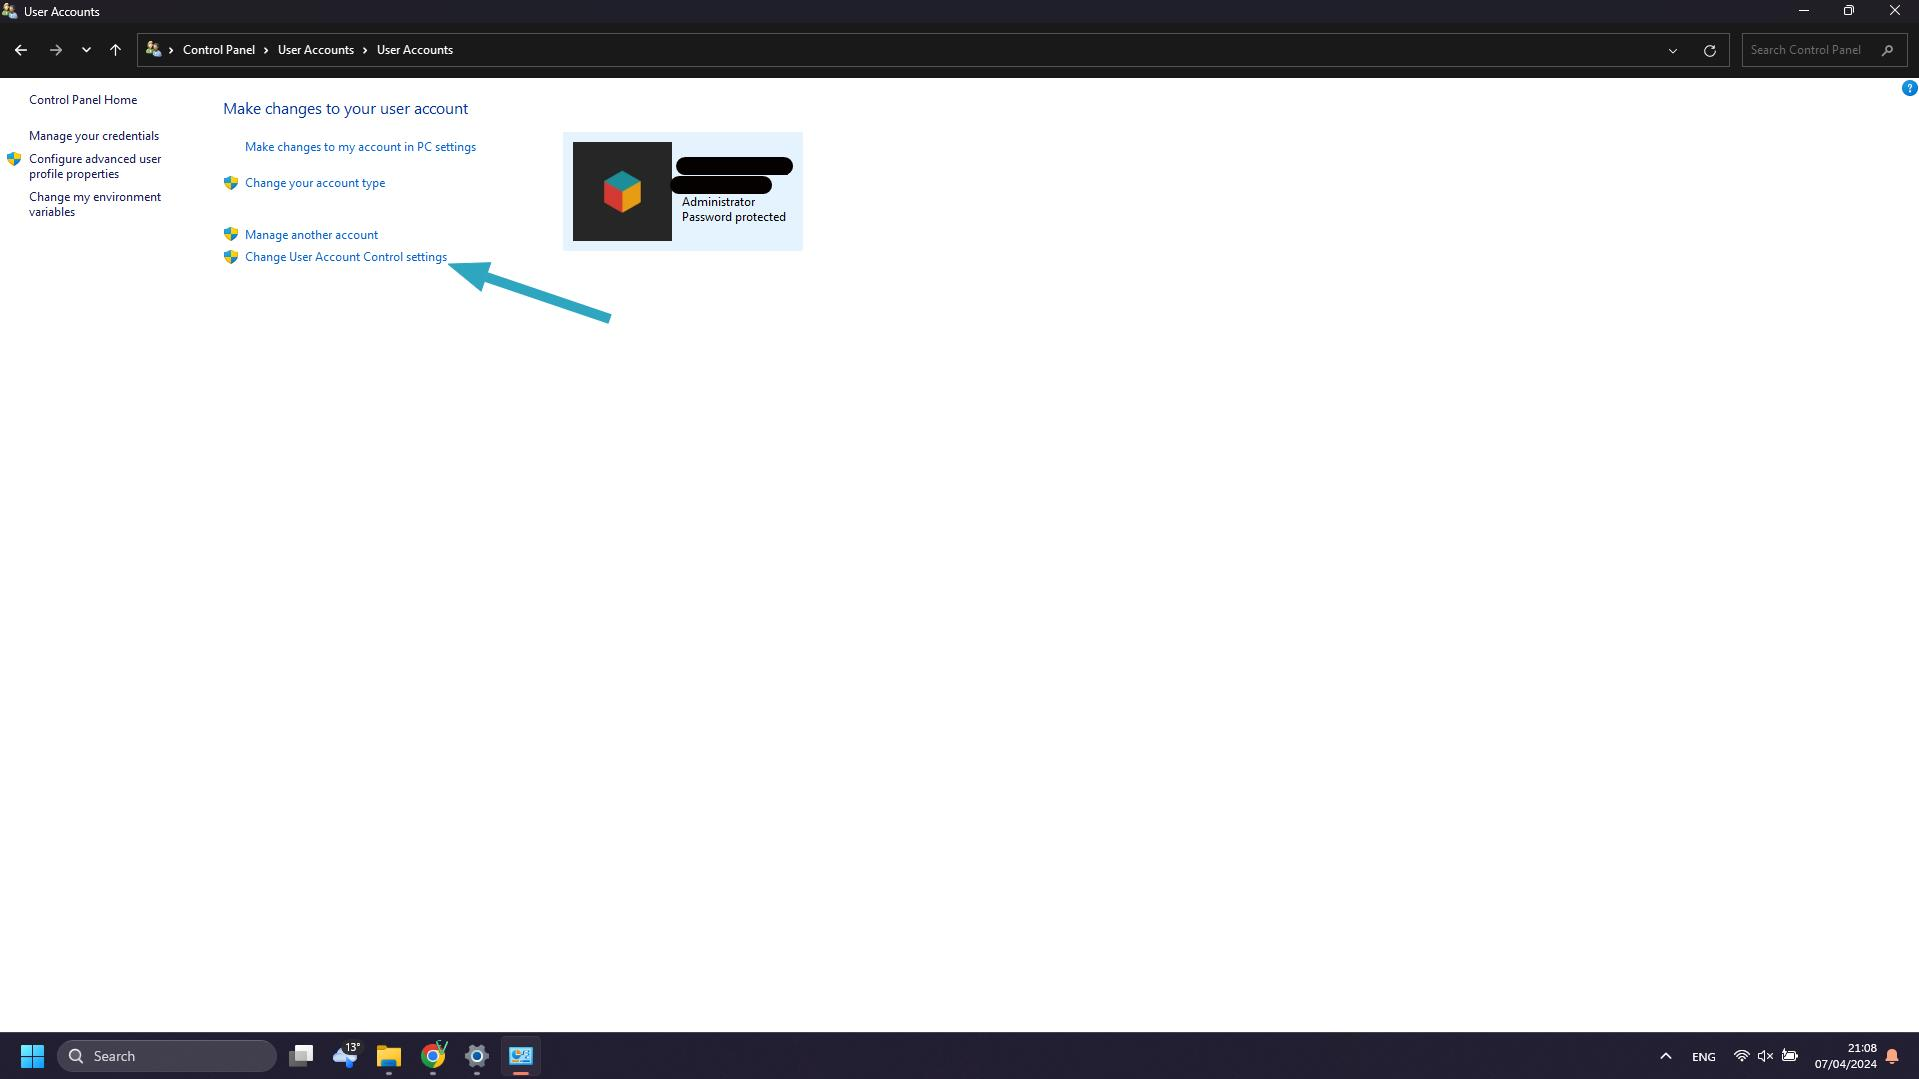 User Accounts
Control Panel > User Accounts > User Accounts
Search Control Panel
?
Control Panel Home
Manage your credentials
Configure advanced user
profile properties
Change my environment
variables
Make changes to your user account
Make changes to my account in PC settings
Change your account type
Manage another account
Change User Account Control settings
Administrator
Password protected
Search
13°
ENG
21:08
07/04/2024